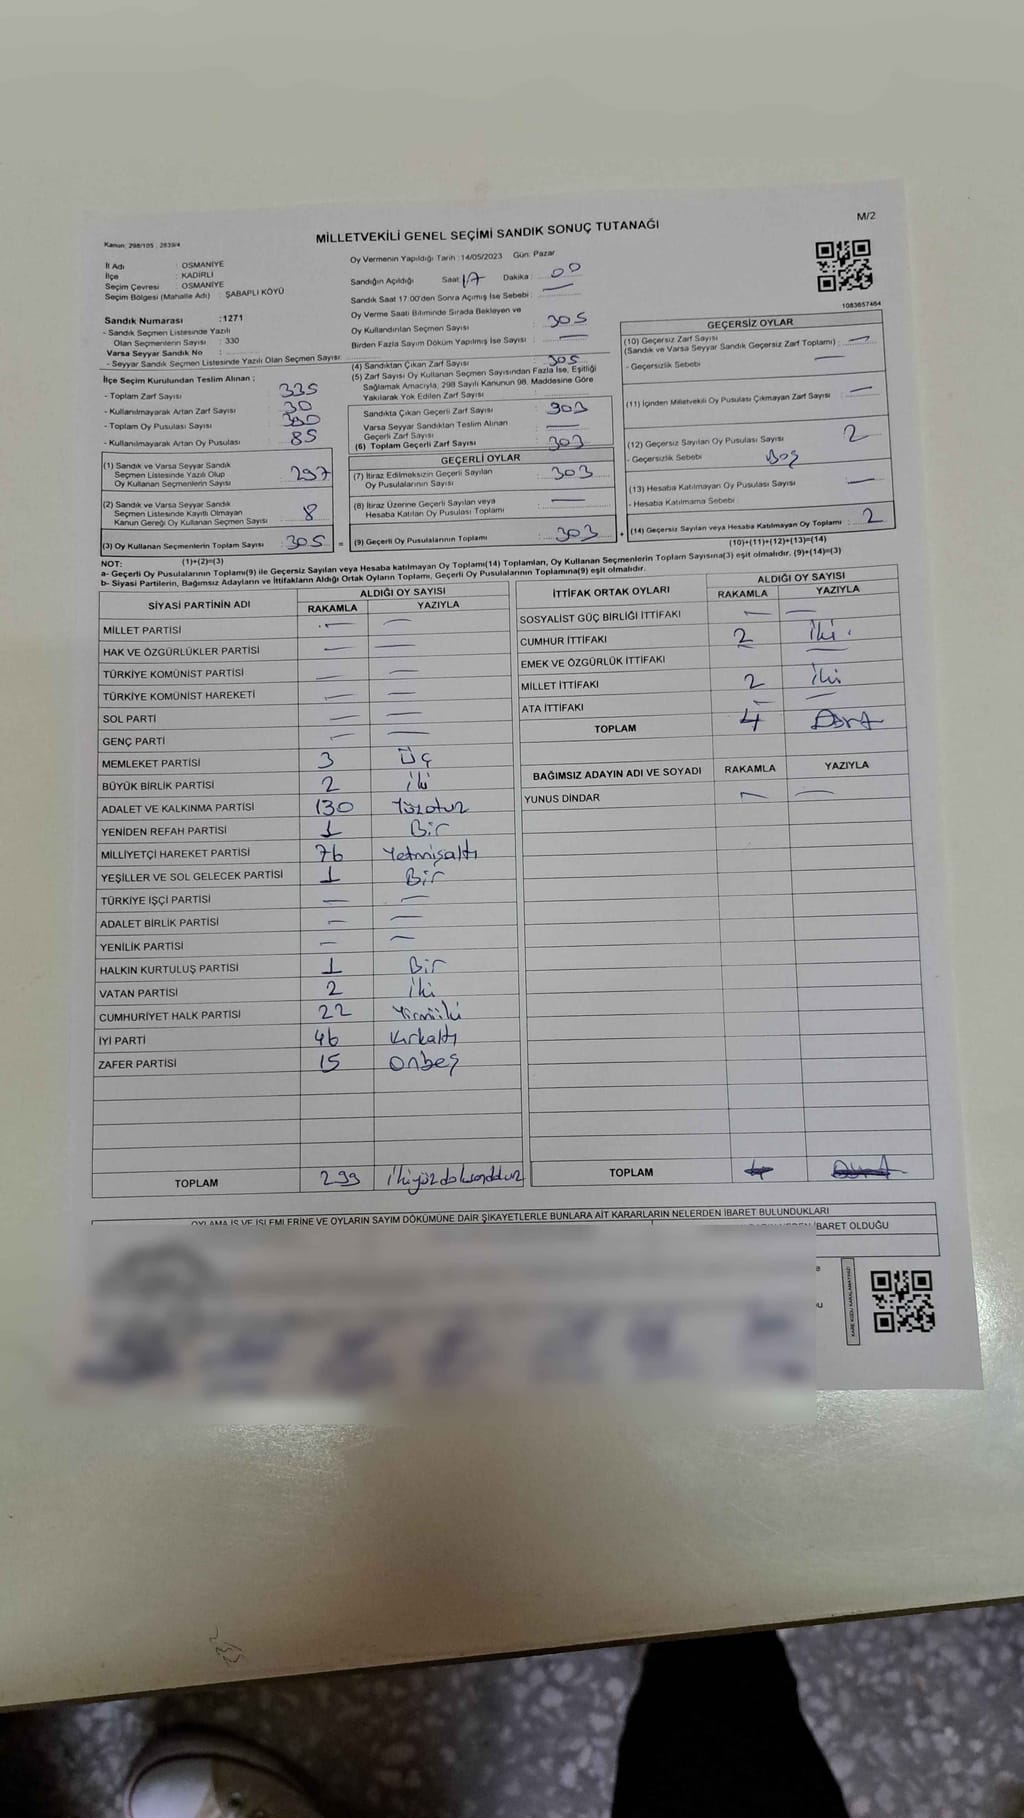 M/2
Kanun: 298/105 , 2839/4
MİLLETVEKİLİ GENEL SEÇİMİ SANDIK SONUÇ TUTANAĞI
İl Adı : OSMANİYE
İlçe : KADİRLİ
Seçim Çevresi : OSMANİYE
Seçim Bölgesi (Mahalle Adı) : ŞABAPLI KÖYÜ
Sandık Numarası : 1271
- Sandık Seçmen Listesinde Yazılı
Olan Seçmenlerin Sayısı : 330
Varsa Seyyar Sandık No :
- Seyyar Sandık Seçmen Listesinde Yazılı Olan Seçmen Sayısı:
İlçe Seçim Kurulundan Teslim Alınan :
- Toplam Zarf Sayısı 335
- Kullanılmayarak Artan Zarf Sayısı 30
- Toplam Oy Pusulası Sayısı
- Kullanılmayarak Artan Oy Pusulası 85
(1) Sandık ve Varsa Seyyar Sandık
Seçmen Listesinde Yazılı Olup
Oy Kullanan Seçmenlerin Sayısı 297
(2) Sandık ve Varsa Seyyar Sandık
Seçmen Listesinde Kayıtlı Olmayan
Kanun Gereği Oy Kullanan Seçmen Sayısı 8
(3) Oy Kullanan Seçmenlerin Toplam Sayısı : 305 =
(1)+(2)=(3)
Oy Vermenin Yapıldığı Tarih :14/05/2023 Gün: Pazar
Sandığın Açıldığı Saat: 17 Dakika : 00
Sandık Saat 17.00'den Sonra Açımış İse Sebebi : —
Oy Verme Saati Bitiminde Sırada Bekleyen ve
Oy Kullandırılan Seçmen Sayısı 305
Birden Fazla Sayım Döküm Yapılmış İse Sayısı : —
(4) Sandıktan Çıkan Zarf Sayısı 305
(5) Zarf Sayısı Oy Kullanan Seçmen Sayısından Fazla İse, Eşitliği
Sağlamak Amacıyla, 298 Sayılı Kanunun 98. Maddesine Göre
Yakılarak Yok Edilen Zarf Sayısı :
Sandıkta Çıkan Geçerli Zarf Sayısı 303
Varsa Seyyar Sandıktan Teslim Alınan
Geçerli Zarf Sayısı —
(6) Toplam Geçerli Zarf Sayısı 303
GEÇERLİ OYLAR
(7) İtiraz Edilmeksizin Geçerli Sayılan
Oy Pusulalarının Sayısı 303
(8) İtiraz Üzerine Geçerli Sayılan veya
Hesaba Katılan Oy Pusulası Toplamı —
(9) Geçerli Oy Pusulalarının Toplamı 303 +
1083657464
GEÇERSİZ OYLAR
(10) Geçersiz Zarf Sayısı
(Sandık ve Varsa Seyyar Sandık Geçersiz Zarf Toplamı) : —
- Geçersizlik Sebebi —
(11) İçinden Milletvekili Oy Pusulası Çıkmayan Zarf Sayısı —
(12) Geçersiz Sayılan Oy Pusulası Sayısı 2
- Geçersizlik Sebebi Boş
(13) Hesaba Katılmayan Oy Pusulası Sayısı —
- Hesaba Katılmama Sebebi :
(14) Geçersiz Sayılan veya Hesaba Katılmayan Oy Toplamı : 2
(10)+(11)+(12)+(13)=(14)
NOT:
a- Geçerli Oy Pusulalarının Toplamı(9) ile Geçersiz Sayılan veya Hesaba katılmayan Oy Toplamı(14) Toplamları, Oy Kullanan Seçmenlerin Toplam Sayısına(3) eşit olmalıdır. (9)+(14)=(3)
b- Siyasi Partilerin, Bağımsız Adayların ve İttifakların Aldığı Ortak Oyların Toplamı, Geçerli Oy Pusulalarının Toplamına(9) eşit olmalıdır.
SİYASİ PARTİNİN ADI ALDIĞI OY SAYISI
RAKAMLA YAZIYLA
MİLLET PARTİSİ — —
HAK VE ÖZGÜRLÜKLER PARTİSİ — —
TÜRKİYE KOMÜNİST PARTİSİ — —
TÜRKİYE KOMÜNİST HAREKETİ — —
SOL PARTİ — —
GENÇ PARTİ — —
MEMLEKET PARTİSİ 3 Üç
BÜYÜK BİRLİK PARTİSİ 2 iki
ADALET VE KALKINMA PARTİSİ 130 Yüzotuz
YENİDEN REFAH PARTİSİ 1 Bir
MİLLİYETÇİ HAREKET PARTİSİ 76 Yetmişaltı
YEŞİLLER VE SOL GELECEK PARTİSİ 1 Bir
TÜRKİYE İŞÇİ PARTİSİ — —
ADALET BİRLİK PARTİSİ — —
YENİLİK PARTİSİ — —
HALKIN KURTULUŞ PARTİSİ 1 Bir
VATAN PARTİSİ 2 iki
CUMHURİYET HALK PARTİSİ 22 Yirmiiki
İYİ PARTİ 46 Kırkaltı
ZAFER PARTİSİ 15 Onbeş
TOPLAM 299 ikiyüzdoksandokuz
İTTİFAK ORTAK OYLARI ALDIĞI OY SAYISI
RAKAMLA YAZIYLA
SOSYALİST GÜÇ BİRLİĞİ İTTİFAKI — —
CUMHUR İTTİFAKI 2 İki
EMEK VE ÖZGÜRLÜK İTTİFAKI —
MİLLET İTTİFAKI 2 İki
ATA İTTİFAKI — —
TOPLAM 4 Dört
BAĞIMSIZ ADAYIN ADI VE SOYADI RAKAMLA YAZIYLA
YUNUS DİNDAR — —
TOPLAM 4 Dört
OYLAMA İŞ VE İŞLEMLERİNE VE OYLARIN SAYIM DÖKÜMÜNE DAİR ŞİKAYETLERLE BUNLARA AİT KARARLARIN NELERDEN İBARET BULUNDUKLARI
İBARET OLDUĞU
KARE KODU KARALAMAYINIZ!